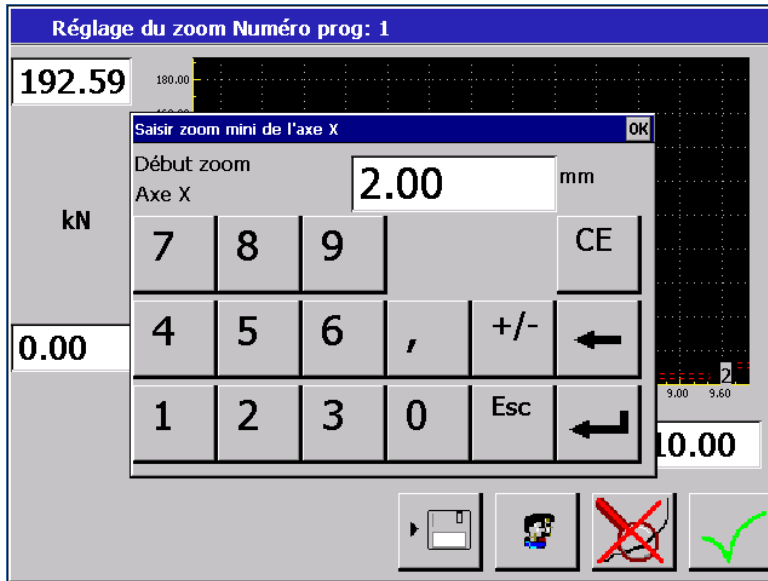 Réglage du zoom Numéro prog: 1
192.59
180.00
Saisir zoom mini de l'axe X OK
Début zoom
Axe X
2.00 mm
kN
7 8 9 CE
4 5 6 , +/-
0.00
2
9.00 9.60
1 2 3 0 Esc
10.00